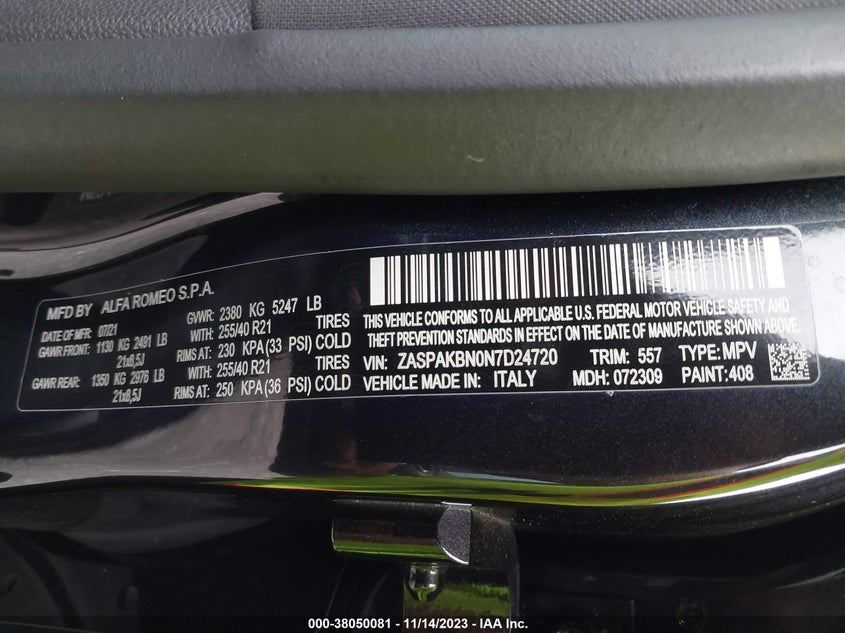 MFD BY ALFA ROMEO S.P.A.
DATE OF MFR 07/21 GWVR: 2380 KG 5247 LB
GAWR FRONT: 1130 KG 2491 LB WITH: 255/40 R21 TIRES
21x8,5J RIMS AT: 230 KPA (33 PSI) COLD
GAWR REAR: 1350 KG 2976 LB WITH: 255/40 R21 TIRES
21x8,5J RIMS AT: 250 KPA (36 PSI) COLD
THIS VEHICLE CONFORMS TO ALL APPLICABLE U.S. FEDERAL MOTOR VEHICLE SAFETY AND
THEFT PREVENTION STANDARDS IN EFFECT ON THE DATE OF MANUFACTURE SHOWN ABOVE.
VIN: ZASPAKBN0N7D24720 TRIM: 557 TYPE: MPV
VEHICLE MADE IN: ITALY MDH: 072309 PAINT: 408
000-38050081 - 11/14/2023 - IAA Inc.